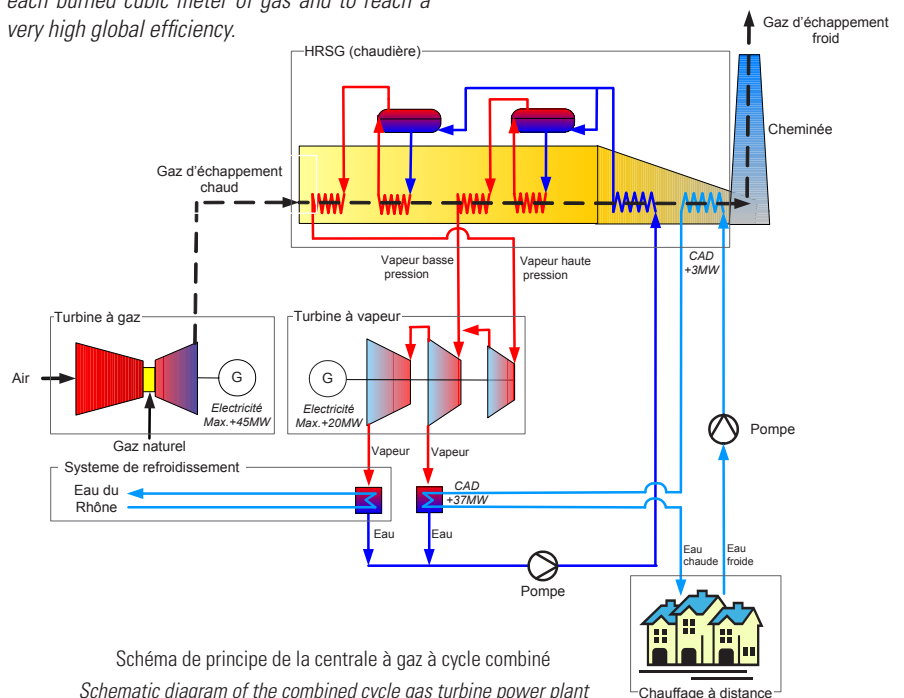 each burned cubic meter of gas and to reach a
very high global efficiency.
Gaz d'échappement
froid
HRSG (chaudière)
Cheminée
Gaz d'échappement
chaud
Vapeur basse
pression
Vapeur haute
pression
CAD
+3MW
Turbine à gaz
Turbine à vapeur
Air
G
Electricité
Max.+45MW
G
Electricité
Max.+20MW
Gaz naturel
Pompe
Vapeur
Vapeur
Systeme de refroidissement
Eau du
Rhône
CAD
+37MW
Eau
Eau
Pompe
Eau
chaude
Eau
froide
Schéma de principe de la centrale à gaz à cycle combiné
Schematic diagram of the combined cycle gas turbine power plant
Chauffage à distance